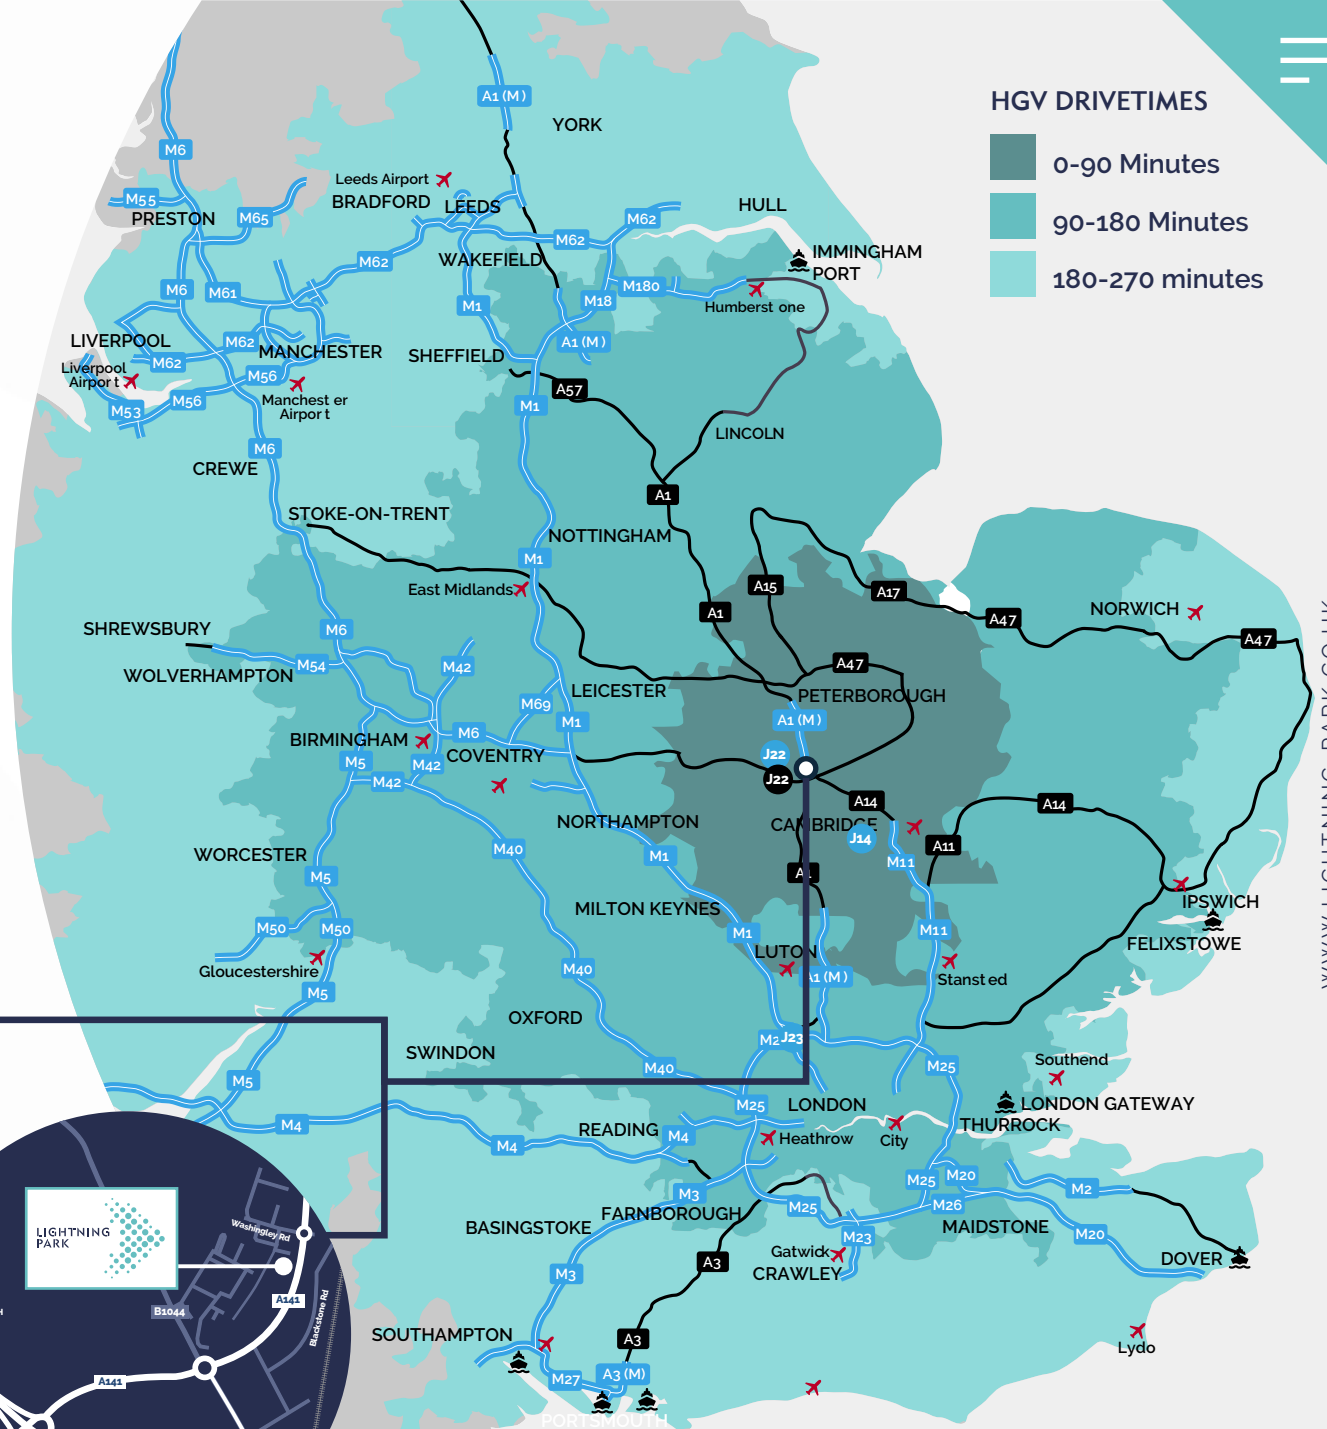 HGV DRIVETIMES
0-90 Minutes
90-180 Minutes
180-270 minutes
A1 (M)
YORK
M6
Leeds Airport
M55
BRADFORD
LEEDS
HULL
PRESTON
M65
M62
M62
IMMINGHAM
PORT
WAKEFIELD
M62
M6
M61
M1
M18
M180
Humberst one
LIVERPOOL
M62
A1 (M)
MANCHESTER
SHEFFIELD
Liverpool
Airpor t
M62
M56
M56
Manchest er
Airpor t
A57
M53
M1
LINCOLN
M6
CREWE
A1
STOKE-ON-TRENT
NOTTINGHAM
M1
East Midlands
A15
A17
A1
A47
NORWICH
A47
SHREWSBURY
M6
M54
M42
A47
WOLVERHAMPTON
LEICESTER
PETERBOROUGH
M69
M1
A1 (M)
BIRMINGHAM
M6
COVENTRY
J22
M5
M42
J22
M42
A14
A14
NORTHAMPTON
CAMBRIDGE
J14
A11
M40
WORCESTER
M1
M11
M5
A1
IPSWICH
MILTON KEYNES
M50
M50
M1
M11
FELIXSTOWE
LUTON
Gloucestershire
M40
A1 (M)
Stanst ed
M5
OXFORD
J23
SWINDON
M40
M25
Southend
M5
M25
LONDON
LONDON GATEWAY
M4
READING
M4
Heathrow
City
THURROCK
M4
M25
M20
M2
M3
M25
M26
FARNBOROUGH
BASINGSTOKE
MAIDSTONE
M20
M23
Gatwick
A3
CRAWLEY
DOVER
M3
SOUTHAMPTON
A3
Lydo
M27
A3 (M)
PORTSMOUTH
LIGHTNING
PARK
Washingley Rd
A141
B1044
Blackstone Rd
A141